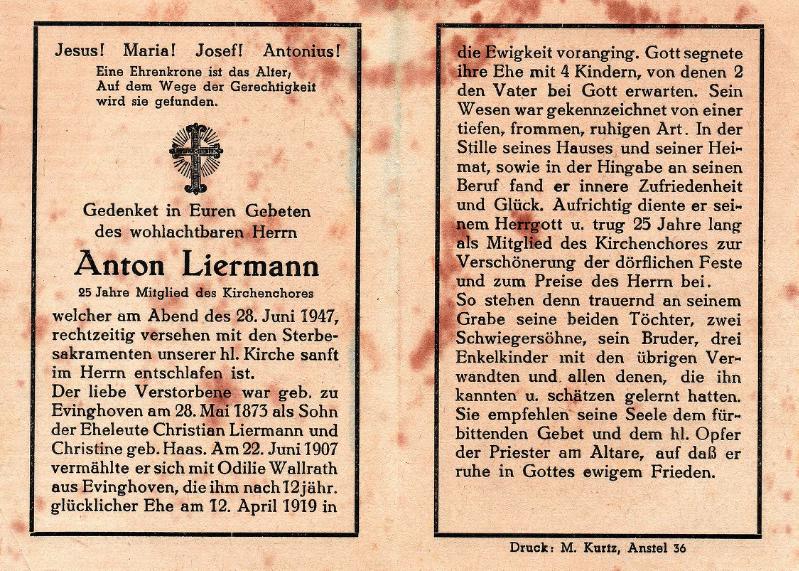 Jesus! Maria! Josef! Antonius!
Eine Ehrenkrone ist das Alter,
Auf dem Wege der Gerechtigkeit
wird sie gefunden.
Gedenket in Euren Gebeten
des wohlachtbaren Herrn
Anton Liermann
25 Jahre Mitglied des Kirchenchores
welcher am Abend des 28. Juni 1947,
rechtzeitig versehen mit den Sterbe-
sakramenten unserer hl. Kirche sanft
im Herrn entschlafen ist.
Der liebe Verstorbene war geb. zu
Evinghoven am 28. Mai 1873 als Sohn
der Eheleute Christian Liermann und
Christine geb. Haas. Am 22. Juni 1907
vermählte er sich mit Odilie Wallrath
aus Evinghoven, die ihm nach 12 jähr.
glücklicher Ehe am 12. April 1919 in
die Ewigkeit voranging. Gott segnete
ihre Ehe mit 4 Kindern, von denen 2
den Vater bei Gott erwarten. Sein
Wesen war gekennzeichnet von einer
tiefen, frommen, ruhigen Art. In der
Stille seines Hauses und seiner Hei-
mat, sowie in der Hingabe an seinen
Beruf fand er innere Zufriedenheit
und Glück. Aufrichtig diente er sei-
nem Herrgott u. trug 25 Jahre lang
als Mitglied des Kirchenchores zur
Verschönerung der dörflichen Feste
und zum Preise des Herrn bei.
So stehen denn trauernd an seinem
Grabe seine beiden Töchter, zwei
Schwiegersöhne, sein Bruder, drei
Enkelkinder mit den übrigen Ver-
wandten und allen denen, die ihn
kannten u. schätzen gelernt hatten.
Sie empfehlen seine Seele dem für-
bittenden Gebet und dem hl. Opfer
der Priester am Altare, auf daß er
ruhe in Gottes ewigem Frieden.
Druck: M. Kurtz, Anstel 36